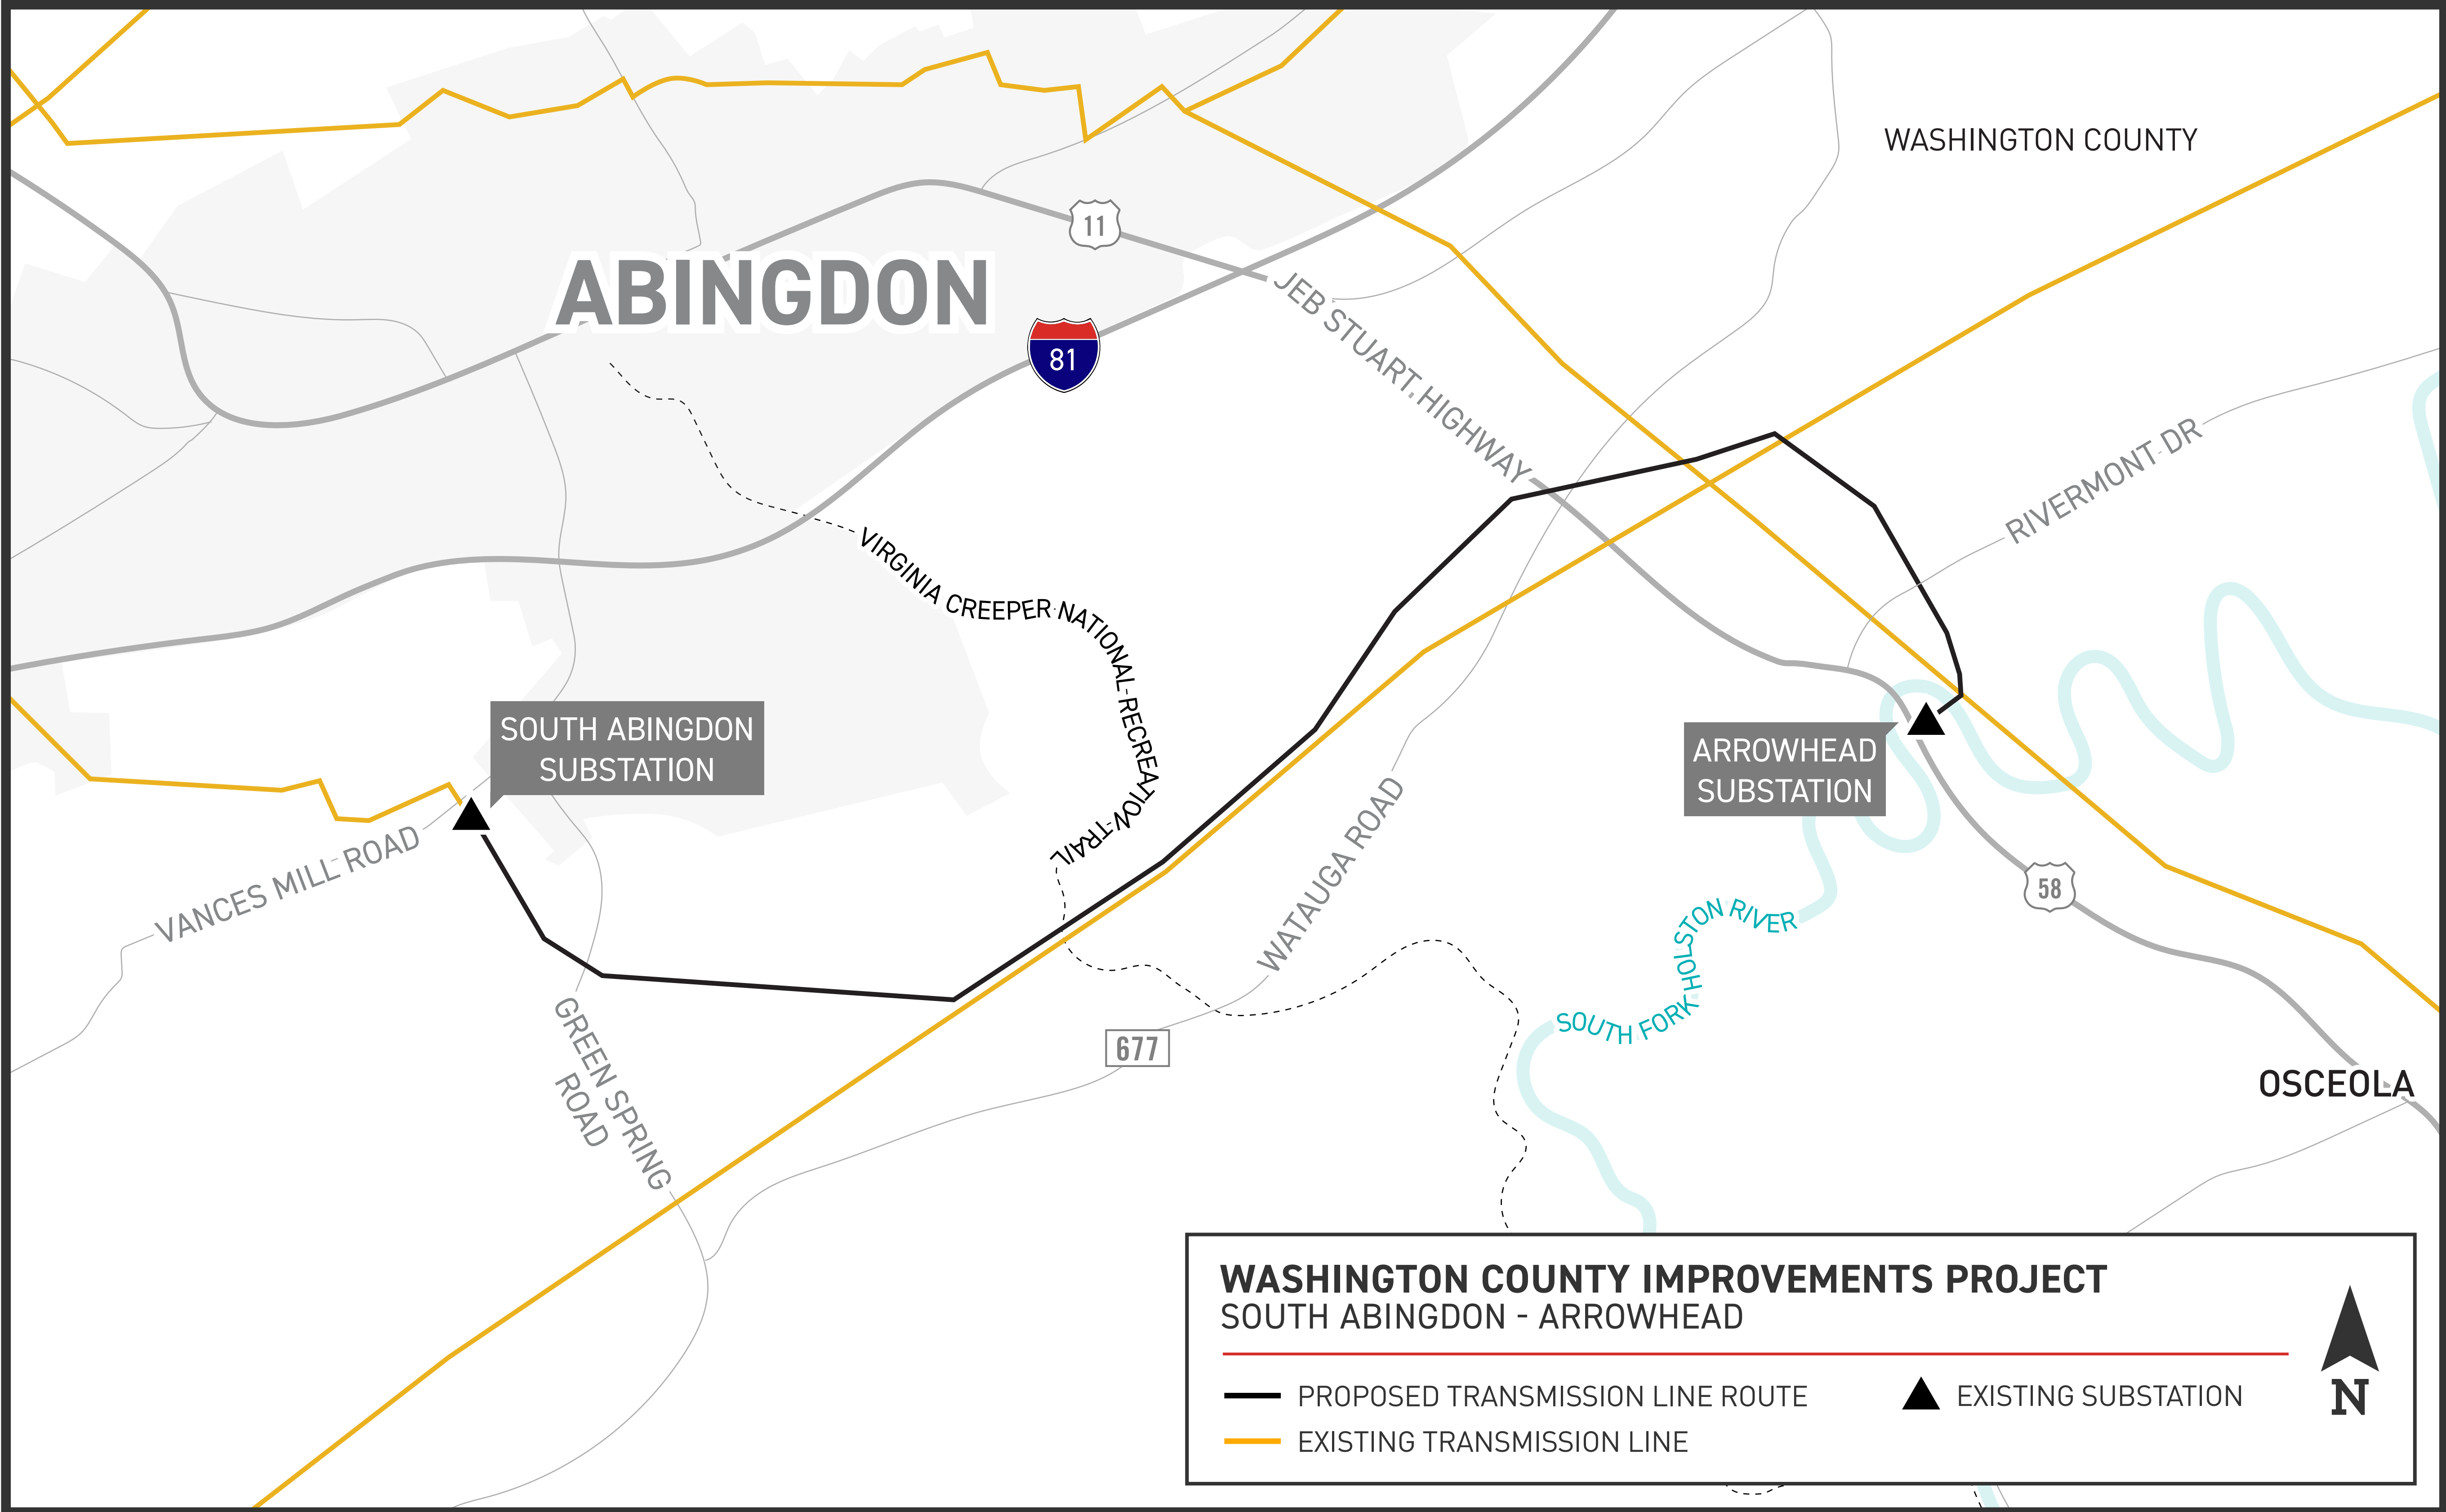 WASHINGTON COUNTY
11
ABINGDON
JEB STUART HIGHWAY
81
RIVERMONT DR
VIRGINIA CREEPER NATIONAL RECREATION TRAIL
SOUTH ABINGDON
SUBSTATION
ARROWHEAD
SUBSTATION
VANCES MILL ROAD
WATAUGA ROAD
58
SOUTH FORK HOLSTON RIVER
GREEN SPRING
ROAD
677
OSCEOLA
WASHINGTON COUNTY IMPROVEMENTS PROJECT
SOUTH ABINGDON - ARROWHEAD
PROPOSED TRANSMISSION LINE ROUTE
EXISTING SUBSTATION
EXISTING TRANSMISSION LINE
N